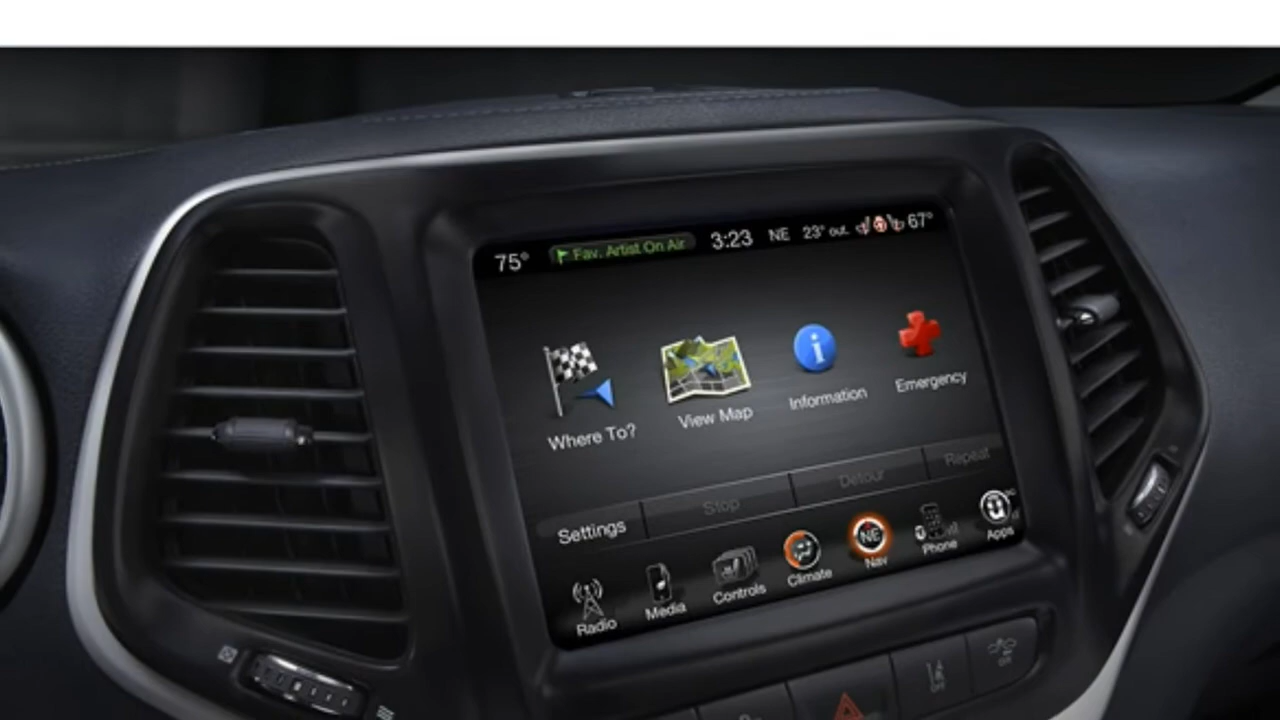 75° Fav. Artist On Air 3:23 NE 23° out. 67°
Where To? View Map Information Emergency
Settings Stop Detour Repeat
NE
Radio Media Controls Climate Nav Phone Apps
OFF